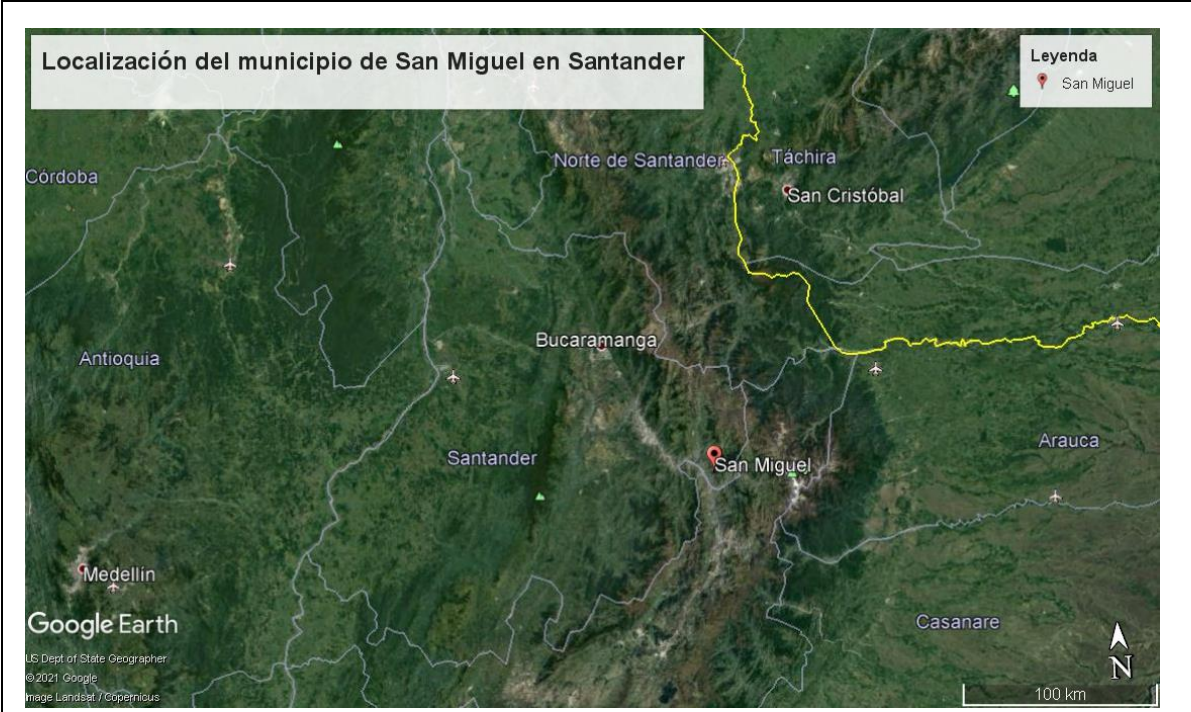 Localización del municipio de San Miguel en Santander
Leyenda
San Miguel
Norte de Santander
Táchira
Córdoba
San Cristóbal
Bucaramanga
Antioquia
Arauca
Santander
San Miguel
Medellín
Casanare
Google Earth
US Dept of State Geographer
© 2021 Google
Image Landsat / Copernicus
N
100 km